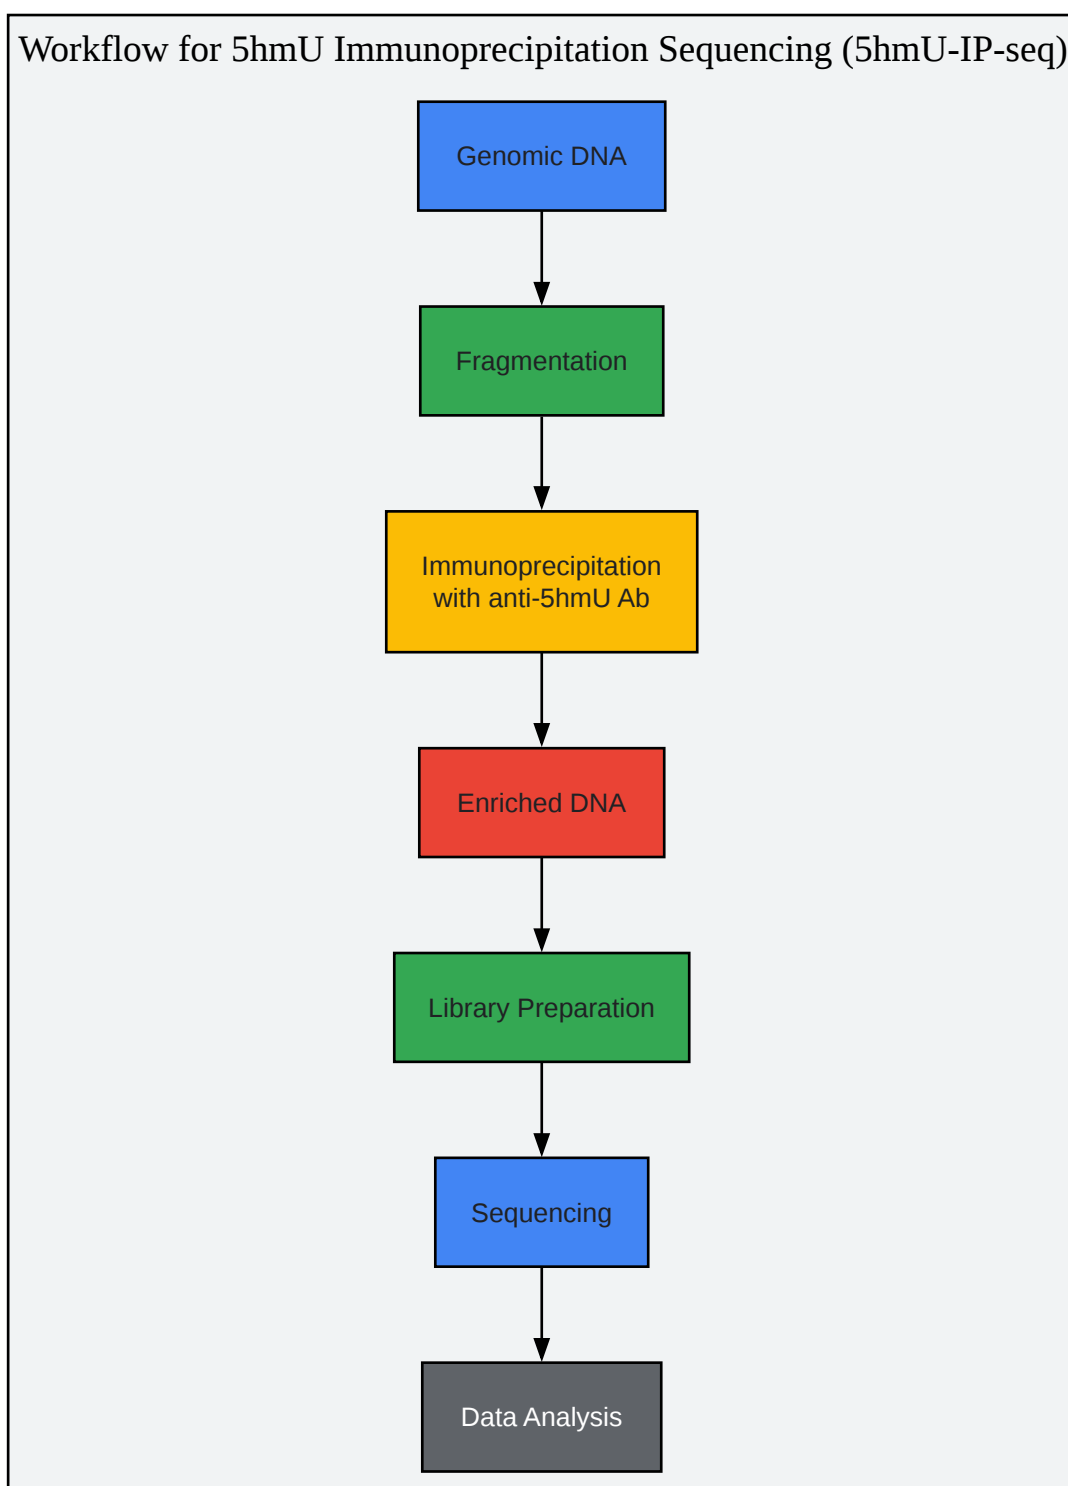 Workflow for 5hmU Immunoprecipitation Sequencing (5hmU-IP-seq)
Genomic DNA
Fragmentation
Immunoprecipitation
with anti-5hmU Ab
Enriched DNA
Library Preparation
Sequencing
Data Analysis